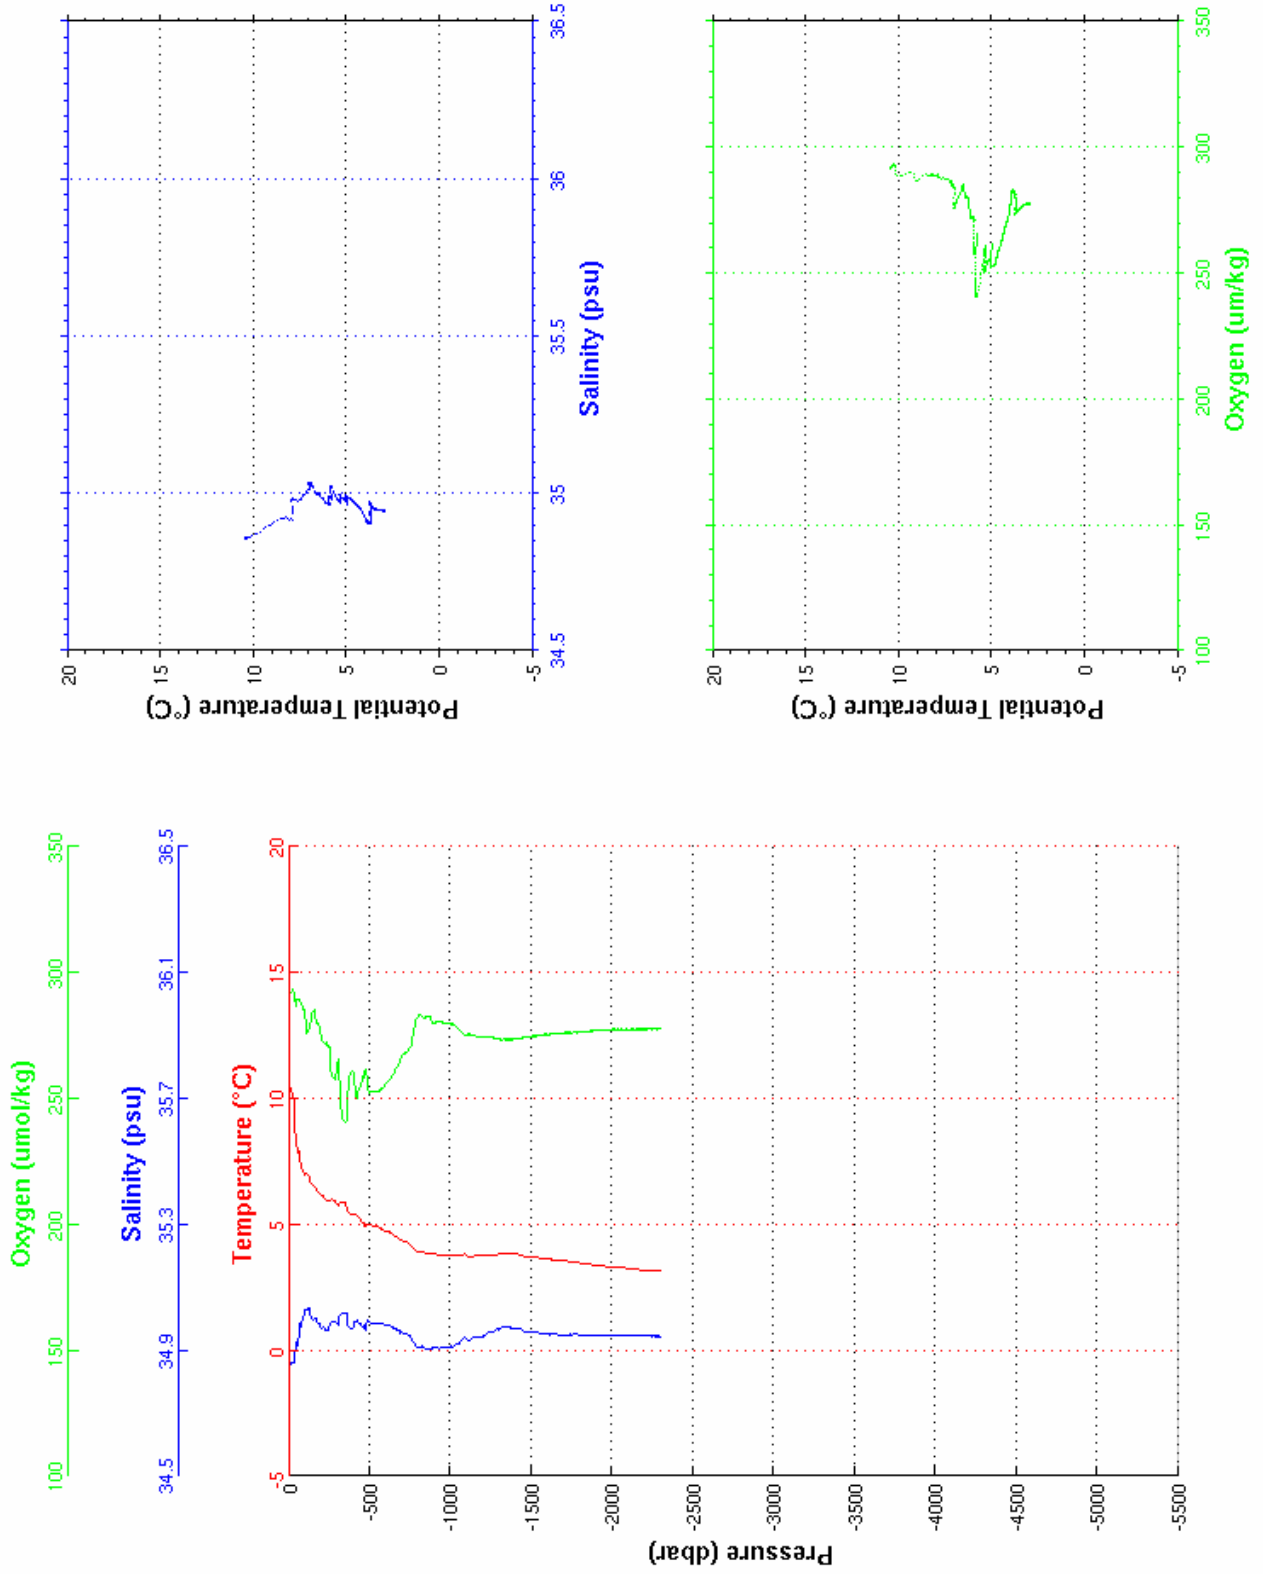 Oxygen (umol/kg)
100 150 200 250 300 350
Salinity (psu)
34.5 34.9 35.3 35.7 36.1 36.5
Temperature (°C)
-5 0 5 10 15 20
0
-500
-1000
-1500
-2000
-2500
-3000
-3500
-4000
-4500
-5000
-5500
Pressure (dbar)
20
15
10
5
0
-5
Potential Temperature (°C)
34.5 35 35.5 36 36.5
Salinity (psu)
20
15
10
5
0
-5
Potential Temperature (°C)
100 150 200 250 300 350
Oxygen (um/kg)